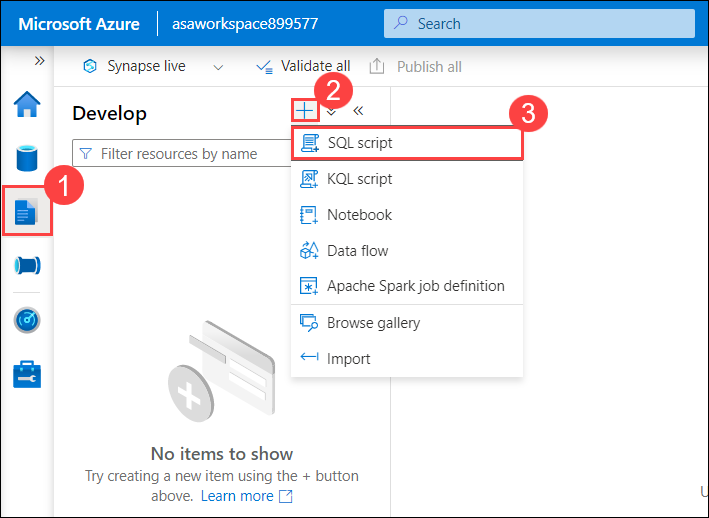 Microsoft Azure
asaworkspace899577
Search
»
Synapse live
Validate all
Publish all
2
Develop
+
«
3
Filter resources by name
SQL script
1
KQL script
Notebook
Data flow
Apache Spark job definition
Browse gallery
Import
No items to show
Try creating a new item using the + button
above. Learn more
U